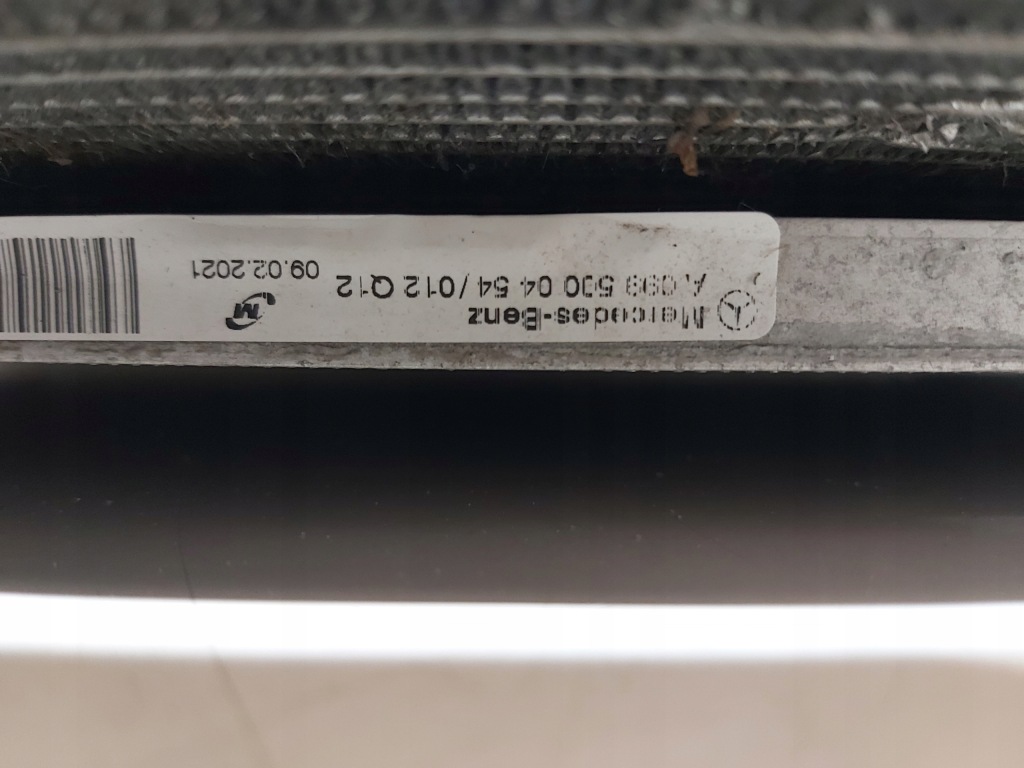 Mercedes-Benz
A 099 500 04 54 / 012 Q12
M
09.02.2021